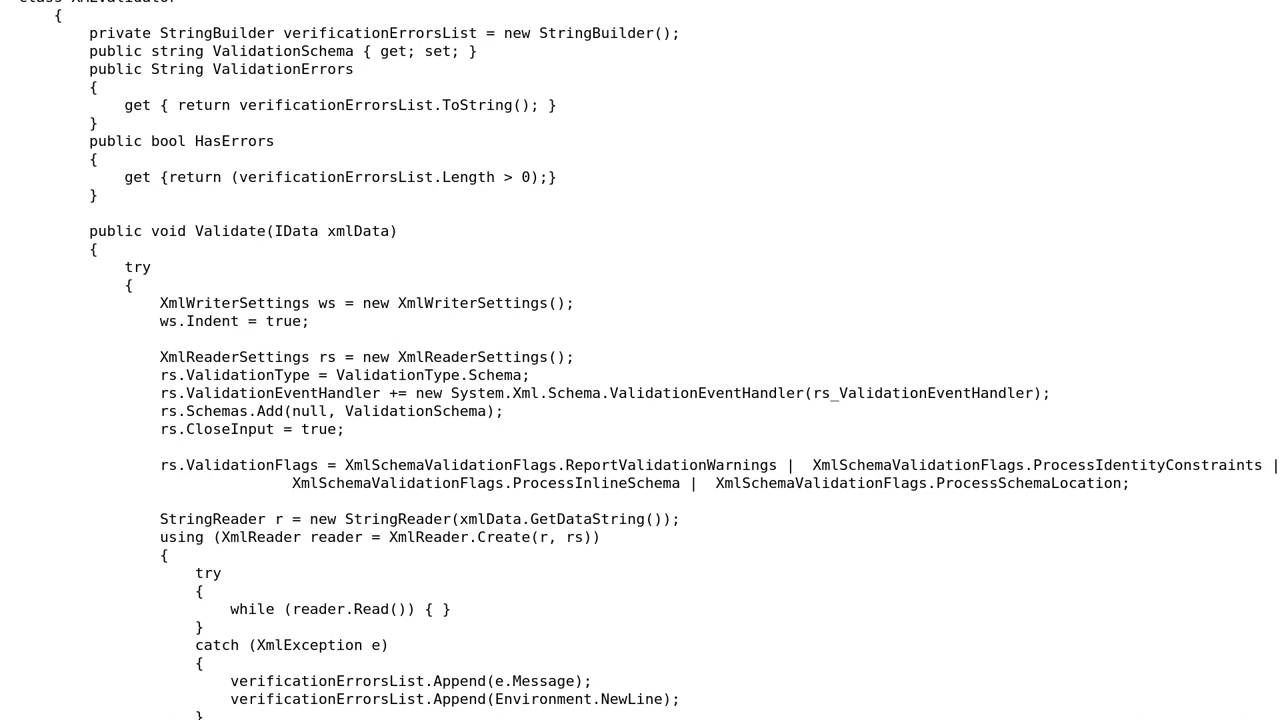 {
private StringBuilder verificationErrorsList = new StringBuilder();
public string ValidationSchema { get; set; }
public String ValidationErrors
{
get { return verificationErrorsList.ToString(); }
}
public bool HasErrors
{
get {return (verificationErrorsList.Length > 0);}
}
public void Validate(IData xmlData)
{
try
{
XmlWriterSettings ws = new XmlWriterSettings();
ws.Indent = true;
XmlReaderSettings rs = new XmlReaderSettings();
rs.ValidationType = ValidationType.Schema;
rs.ValidationEventHandler += new System.Xml.Schema.ValidationEventHandler(rs_ValidationEventHandler);
rs.Schemas.Add(null, ValidationSchema);
rs.CloseInput = true;
rs.ValidationFlags = XmlSchemaValidationFlags.ReportValidationWarnings |  XmlSchemaValidationFlags.ProcessIdentityConstraints |
XmlSchemaValidationFlags.ProcessInlineSchema |  XmlSchemaValidationFlags.ProcessSchemaLocation;
StringReader r = new StringReader(xmlData.GetDataString());
using (XmlReader reader = XmlReader.Create(r, rs))
{
try
{
while (reader.Read()) { }
}
catch (XmlException e)
{
verificationErrorsList.Append(e.Message);
verificationErrorsList.Append(Environment.NewLine);
}